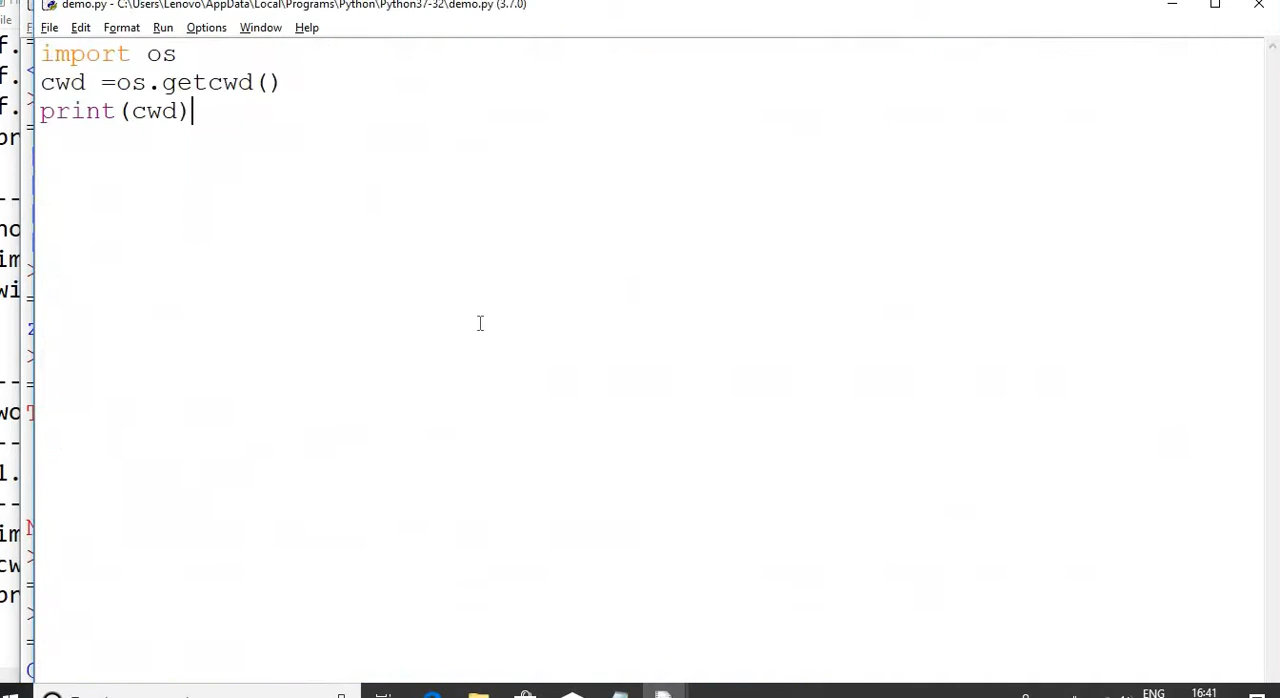 demo.py - C:\Users\Lenovo\AppData\Local\Programs\Python\Python37-32\demo.py (3.7.0)
File Edit Format Run Options Window Help
import os
cwd =os.getcwd()
print(cwd)
ENG
16:41